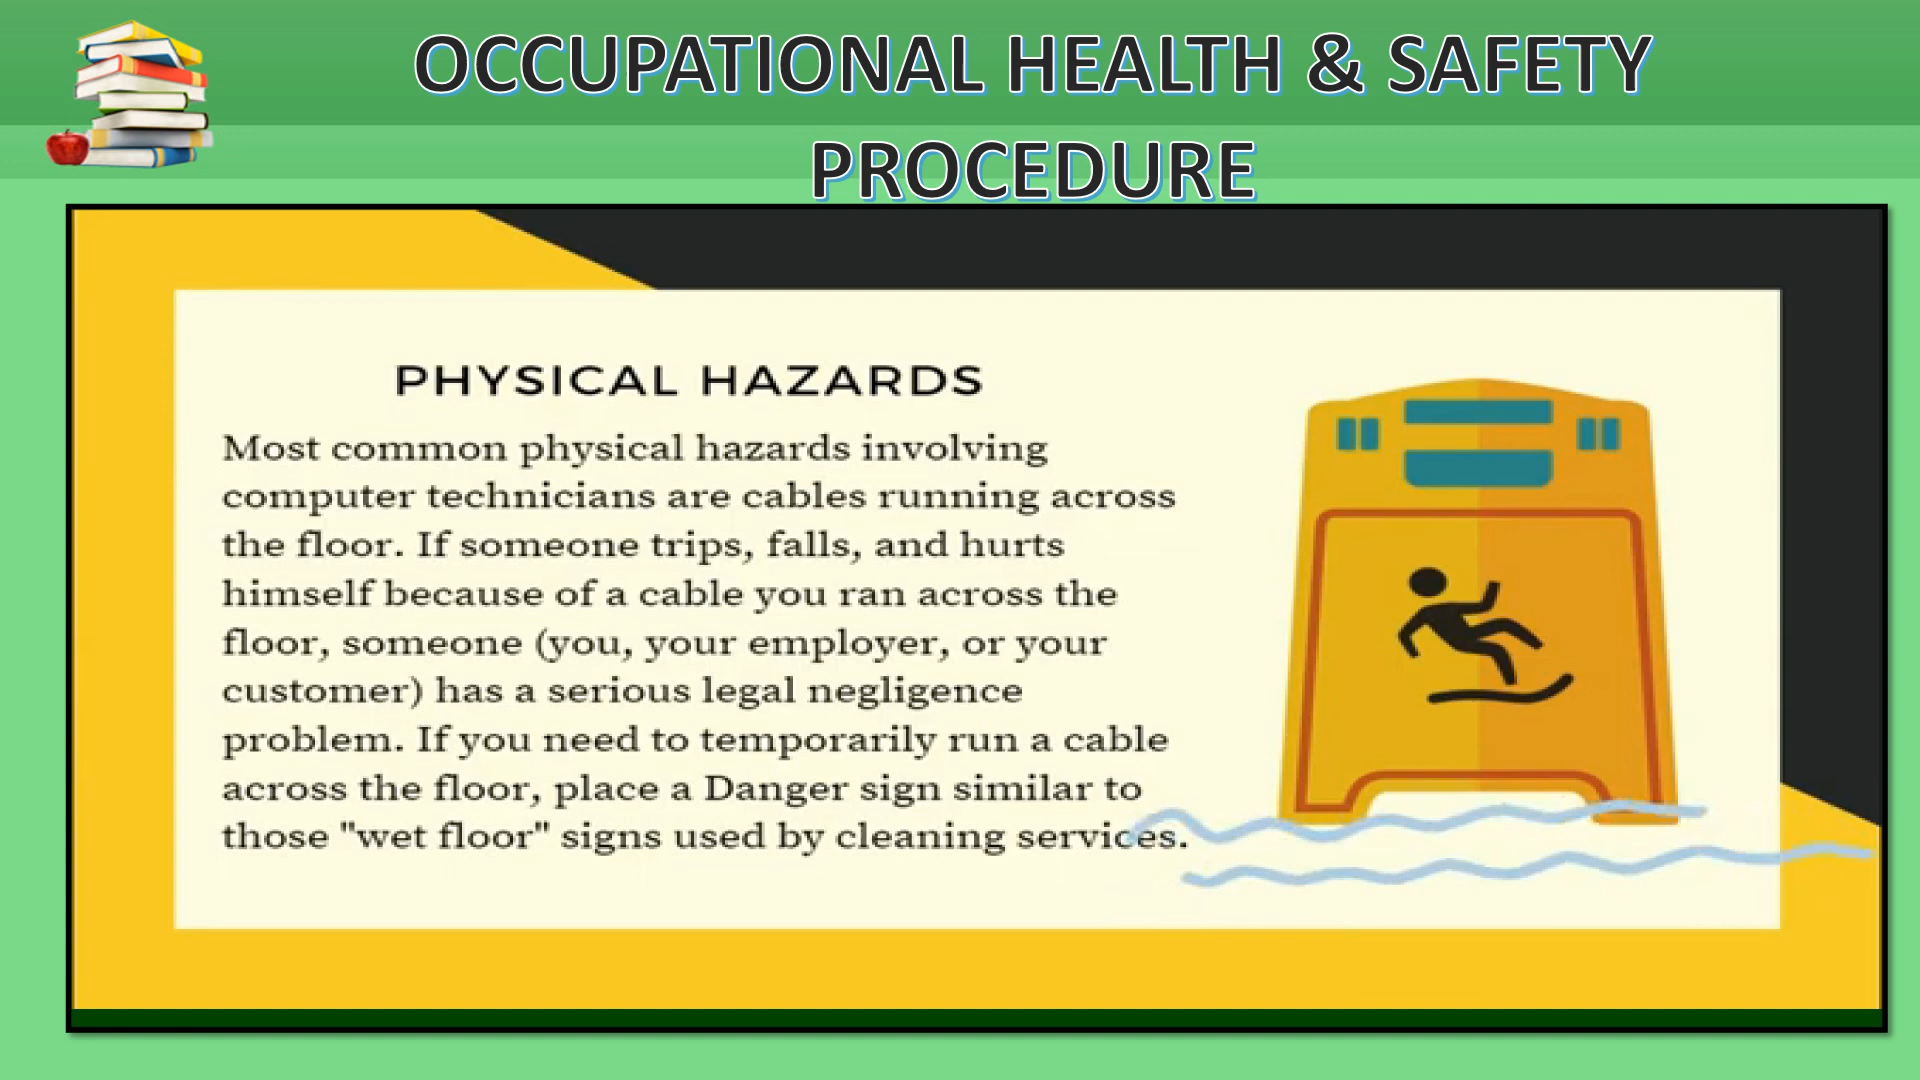 OCCUPATIONAL HEALTH & SAFETY
PROCEDURE
PHYSICAL HAZARDS
Most common physical hazards involving
computer technicians are cables running across
the floor. If someone trips, falls, and hurts
himself because of a cable you ran across the
floor, someone (you, your employer, or your
customer) has a serious legal negligence
problem. If you need to temporarily run a cable
across the floor, place a Danger sign similar to
those "wet floor" signs used by cleaning services.